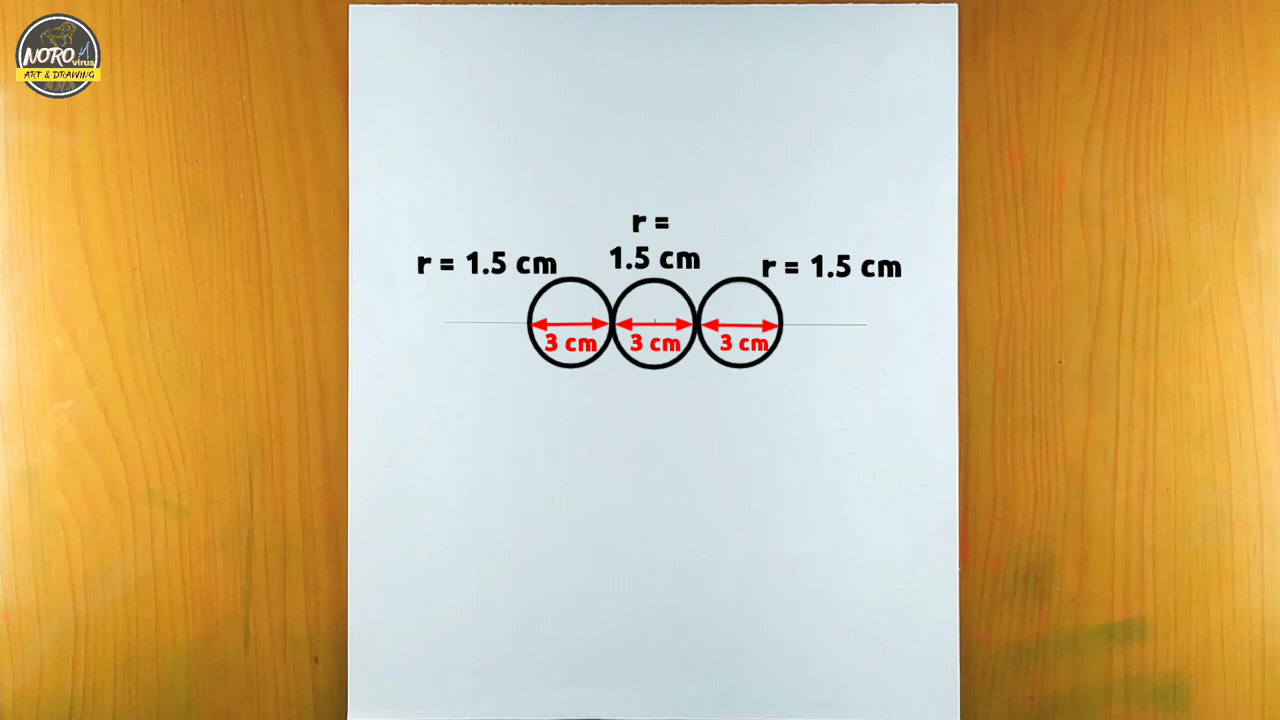 NORO
virus
ART & DRAWING
r =
1.5 cm
r = 1.5 cm
r = 1.5 cm
3 cm
3 cm
3 cm